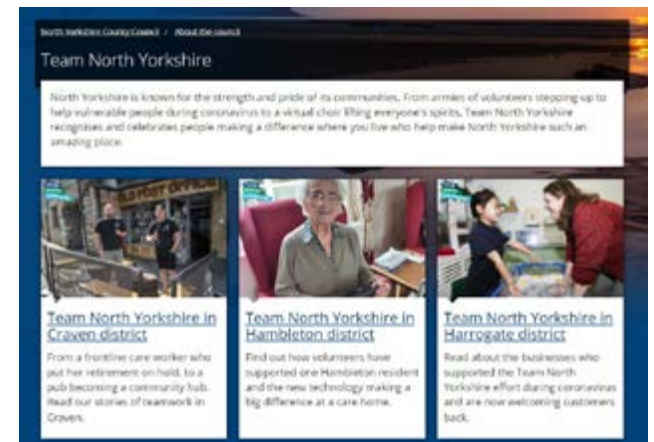 North Yorkshire County Council / About the council
Team North Yorkshire
North Yorkshire is known for the strength and pride of its communities. From armies of volunteers stepping up to
help vulnerable people during coronavirus to a virtual choir lifting everyone's spirits, Team North Yorkshire
recognises and celebrates people making a difference where you live who help make North Yorkshire such an
amazing place.
OLD POST OFFICE
Team North Yorkshire in
Craven district
From a frontline care worker who
put her retirement on hold, to a
pub becoming a community hub.
Read our stories of teamwork in
Craven.
Team North Yorkshire in
Hambleton district
Find out how volunteers have
supported one Hambleton resident
and the new technology making a
big difference at a care home.
Team North Yorkshire in
Harrogate district
Read about the businesses who
supported the Team North
Yorkshire effort during coronavirus
and are now welcoming customers
back.